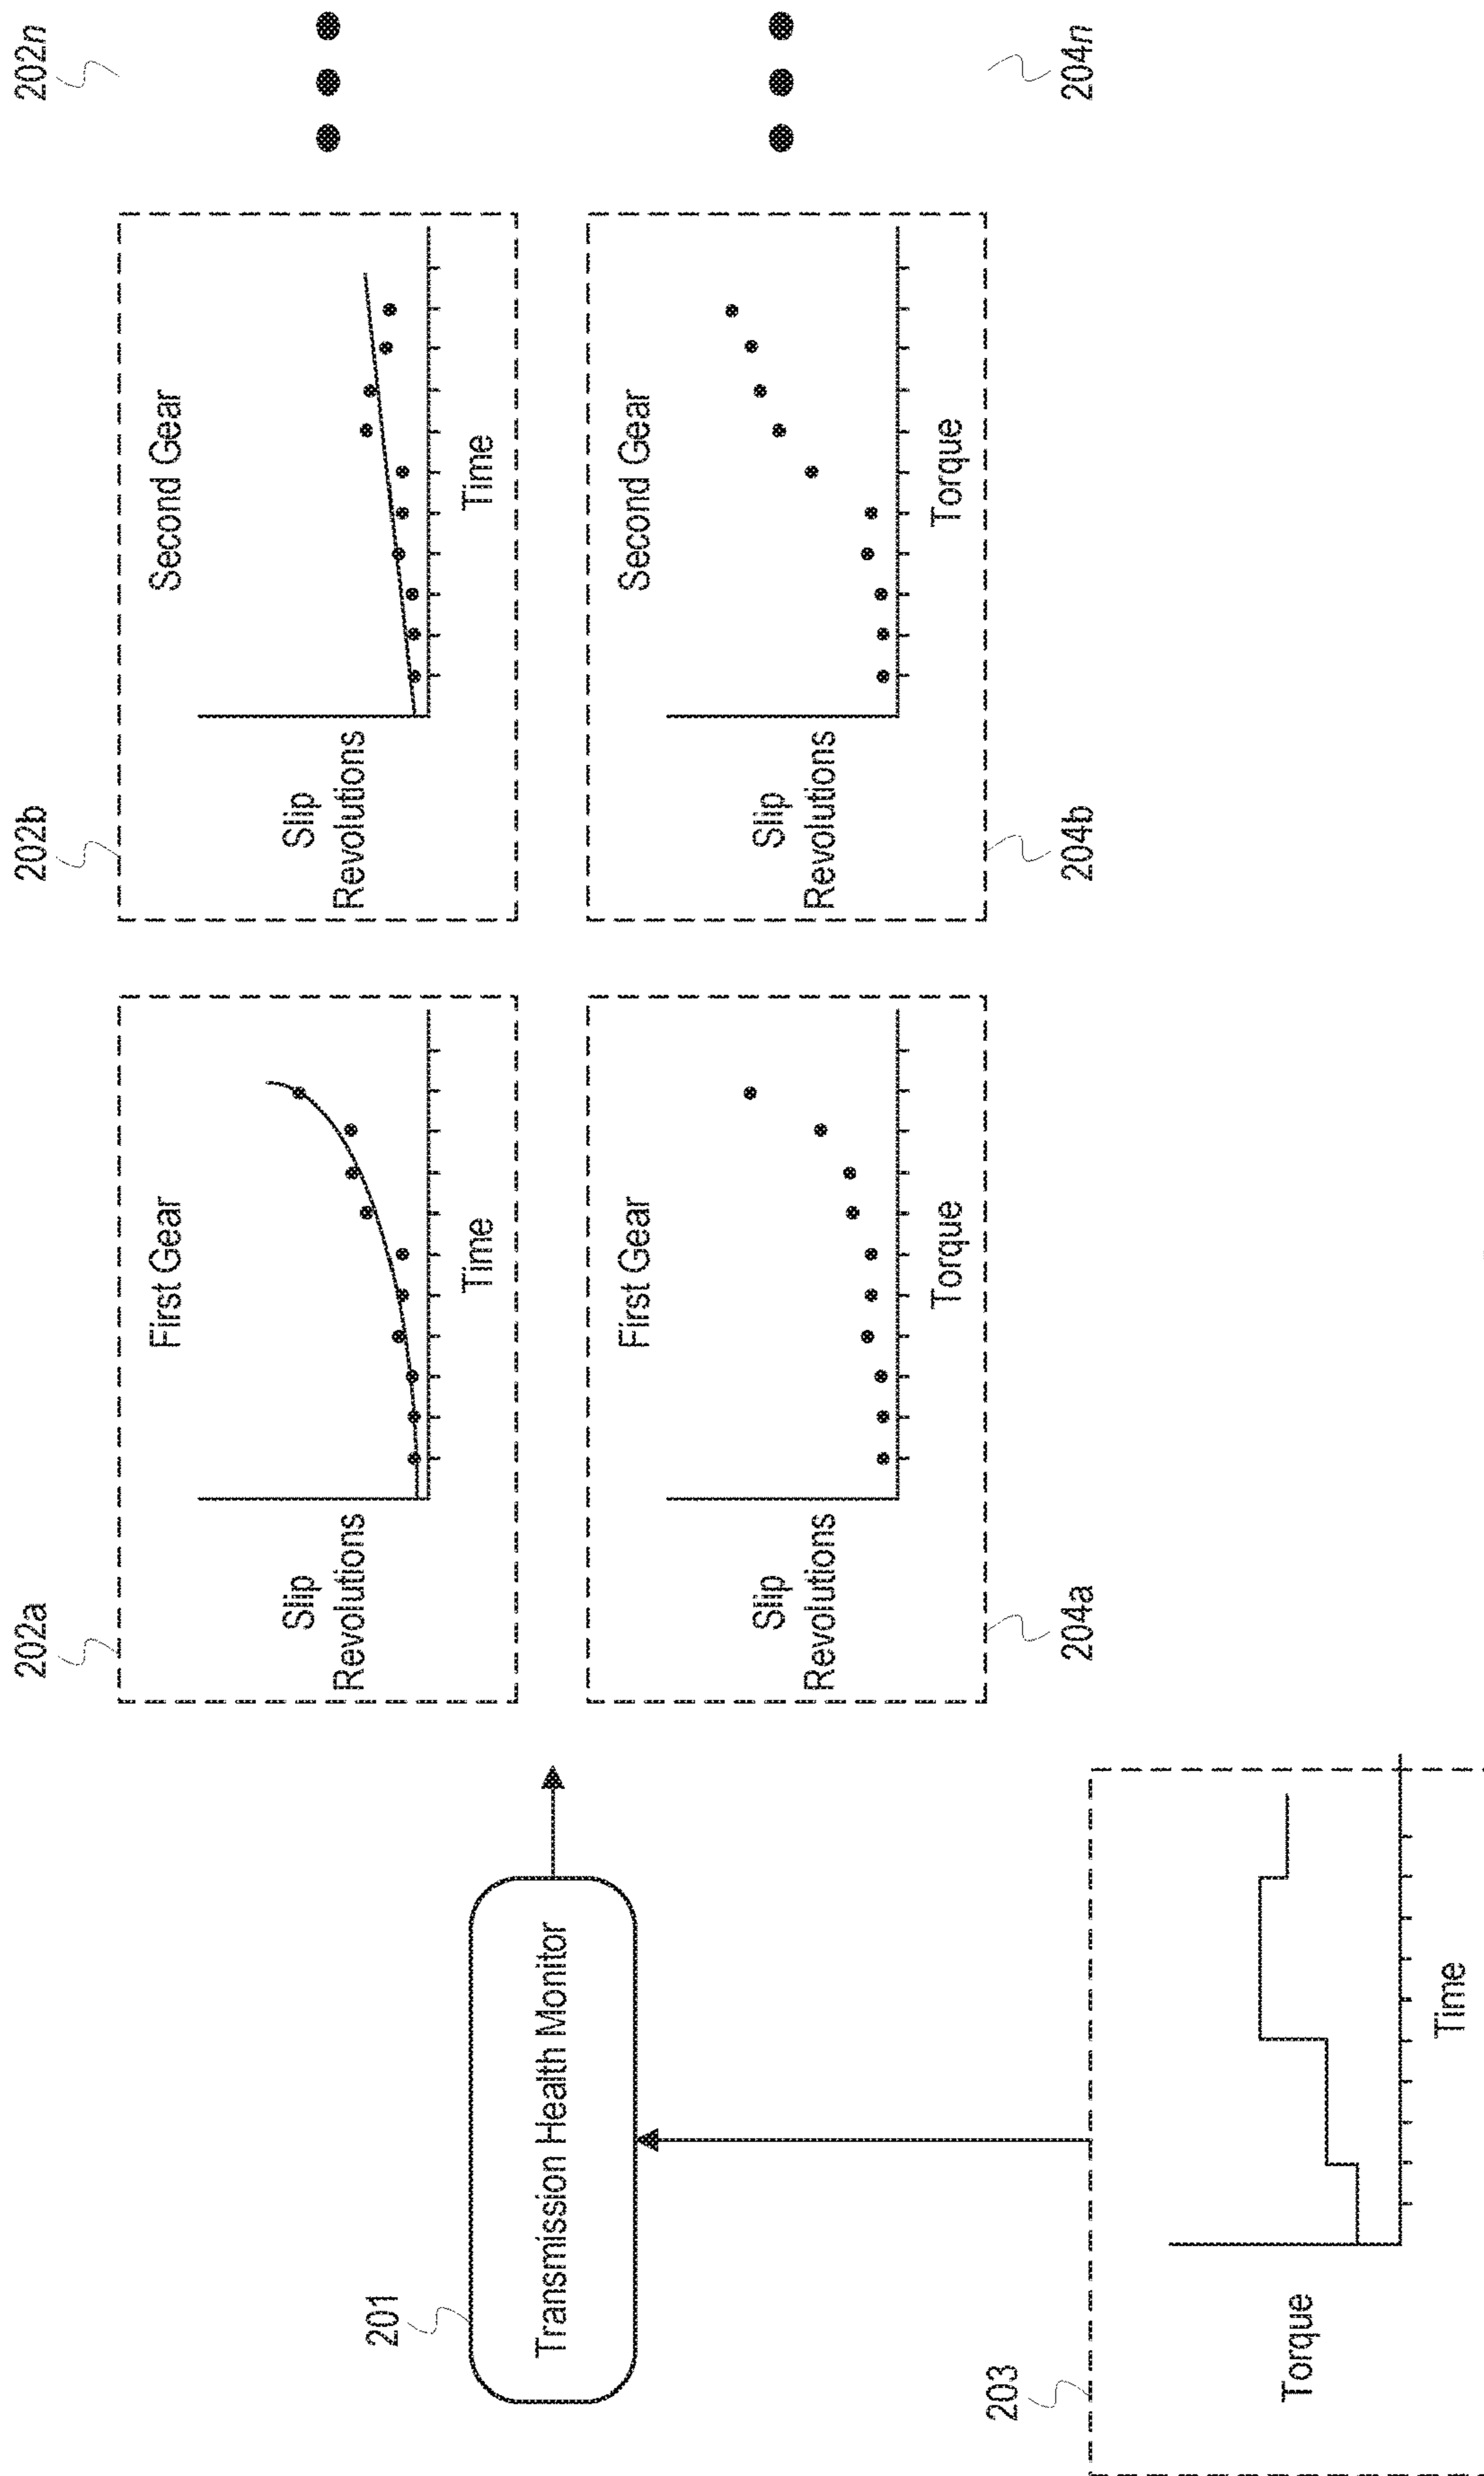 202a
202b
202n
First Gear
Slip
Revolutions
Time
Second Gear
Slip
Revolutions
Time
201
Transmission Health Monitor
First Gear
Slip
Revolutions
Torque
Second Gear
Slip
Revolutions
Torque
204a
204b
204n
203
Torque
Time